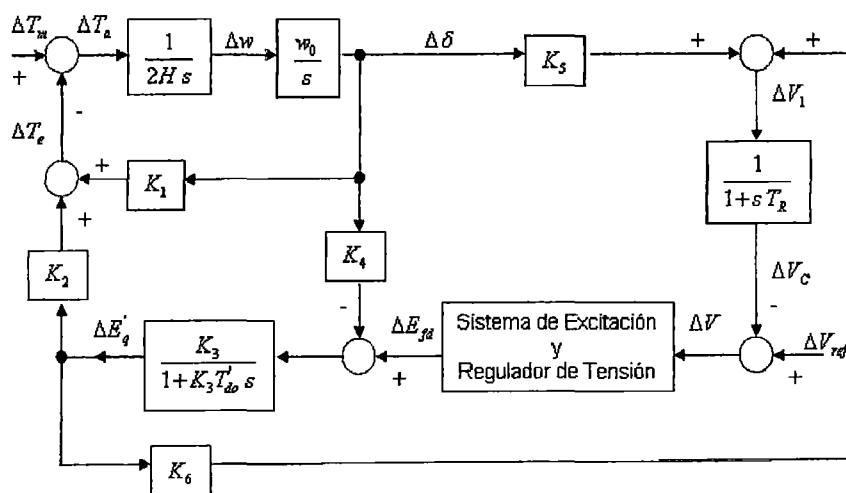 ΔT_m
ΔT_a
+
1
2H s
Δw
w_0
s
Δδ
K_5
+
+
-
ΔT_e
ΔV_1
+
K_1
1
1+s T_R
+
K_2
K_4
-
ΔV_C
-
ΔE'_q
K_3
1+K_3T'_do s
ΔE_fd
+
Sistema de Excitación
y
Regulador de Tensión
ΔV
ΔV_ref
+
K_6